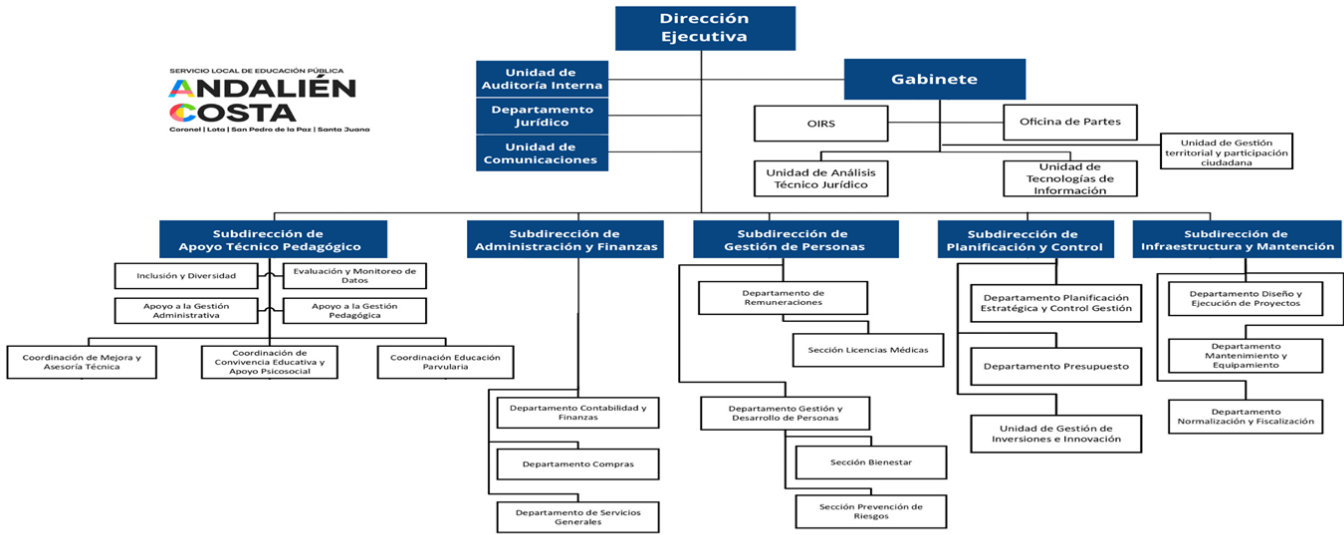 Dirección
Ejecutiva
SERVICIO LOCAL DE EDUCACIÓN PÚBLICA
ANDALIÉN
COSTA
Coronel | Lota | San Pedro de la Paz | Santa Juana
Unidad de
Auditoría Interna
Departamento
Jurídico
Unidad de
Comunicaciones
Gabinete
OIRS
Oficina de Partes
Unidad de Gestión
territorial y participación
ciudadana
Unidad de Análisis
Técnico Jurídico
Unidad de
Tecnologías de
Información
Subdirección de
Apoyo Técnico Pedagógico
Inclusión y Diversidad
Evaluación y Monitoreo de
Datos
Apoyo a la Gestión
Administrativa
Apoyo a la Gestión
Pedagógica
Coordinación de Mejora y
Asesoría Técnica
Coordinación de
Convivencia Educativa y
Apoyo Psicosocial
Coordinación Educación
Parvularia
Subdirección de
Administración y Finanzas
Departamento Contabilidad y
Finanzas
Departamento Compras
Departamento de Servicios
Generales
Subdirección de
Gestión de Personas
Departamento de
Remuneraciones
Sección Licencias Médicas
Departamento Gestión y
Desarrollo de Personas
Sección Bienestar
Sección Prevención de
Riesgos
Subdirección de
Planificación y Control
Departamento Planificación
Estratégica y Control Gestión
Departamento Presupuesto
Unidad de Gestión de
Inversiones e Innovación
Subdirección de
Infraestructura y Mantención
Departamento Diseño y
Ejecución de Proyectos
Departamento
Mantenimiento y
Equipamiento
Departamento
Normalización y Fiscalización